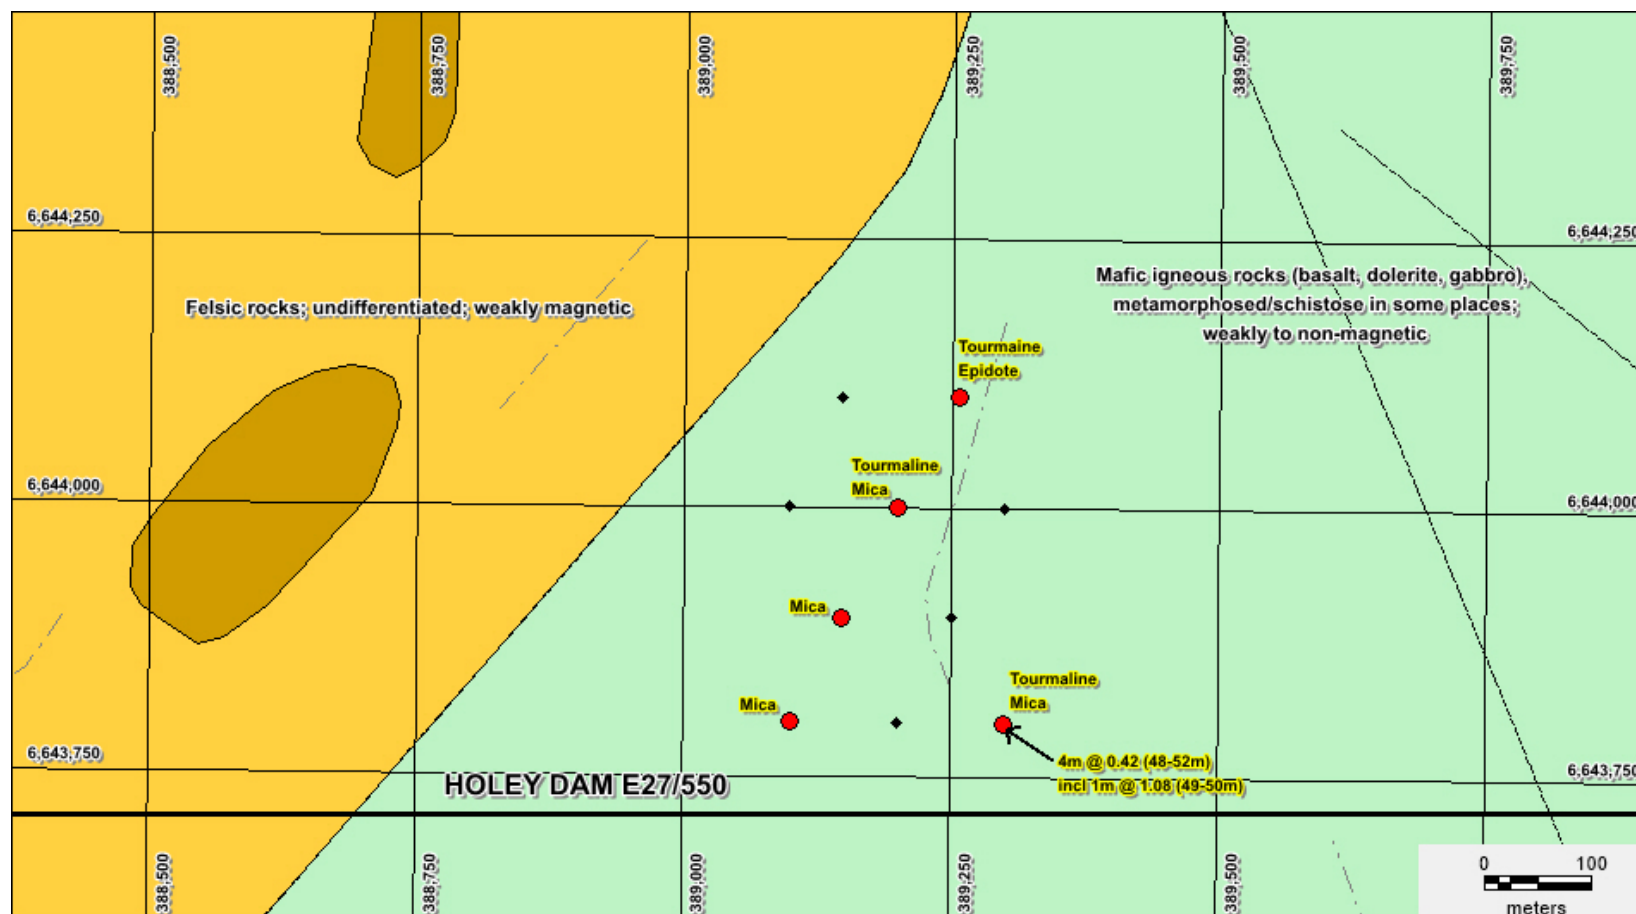 388,500
388,750
389,000
389,250
389,500
389,750
6,644,250
6,644,250
Felsic rocks; undifferentiated; weakly magnetic
Mafic igneous rocks (basalt, dolerite, gabbro),
metamorphosed/schistose in some places;
weakly to non-magnetic
Tourmaine
Epidote
Tourmaline
Mica
6,644,000
6,644,000
Mica
Tourmaline
Mica
Mica
4m @ 0.42 (48-52m)
incl 1m @ 1.08 (49-50m)
6,643,750
6,643,750
HOLEY DAM E27/550
388,500
388,750
389,000
389,250
389,500
0 100
meters